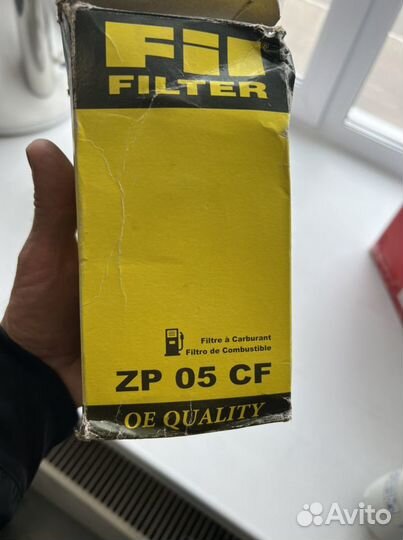 Fil
FILTER
Filtre à Carburant
Filtro de Combustible
ZP 05 CF
OE QUALITY
Avito